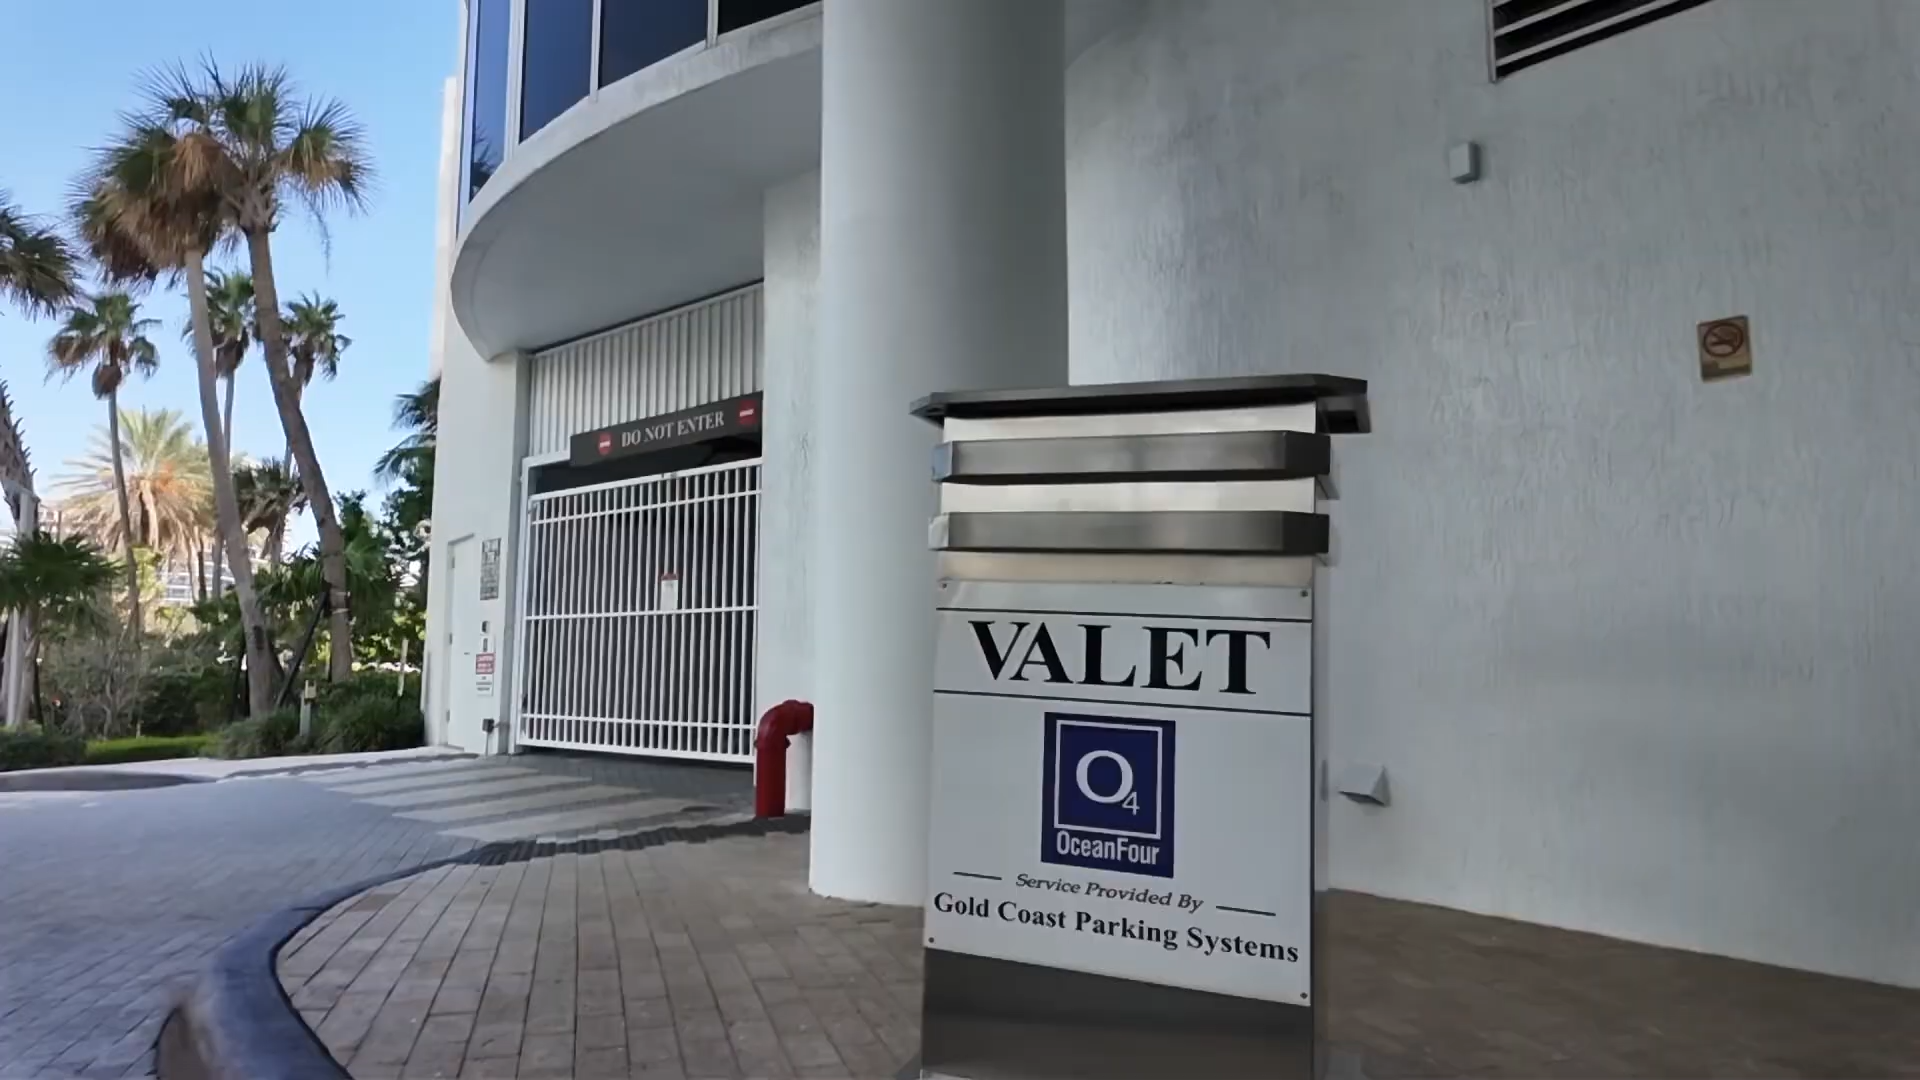 DO NOT ENTER
VALET
O4
OceanFour
Service Provided By
Gold Coast Parking Systems